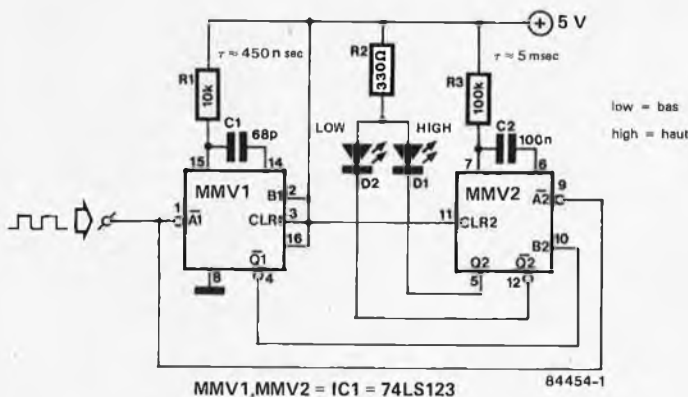 5 V
τ ≈ 450 n sec
R1
10k
R2
330Ω
τ ≈ 5 msec
R3
100k
C1
68p
LOW
HIGH
C2
100n
low = bas
high = haut
15
14
D2
D1
7
6
MMV1
B1
2
MMV2
9
A2
1
A1
CLR1
3
11
CLR2
B2
10
16
Q1
8
4
Q2
Q2
5
12
84454-1
MMV1,MMV2 = IC1 = 74LS123